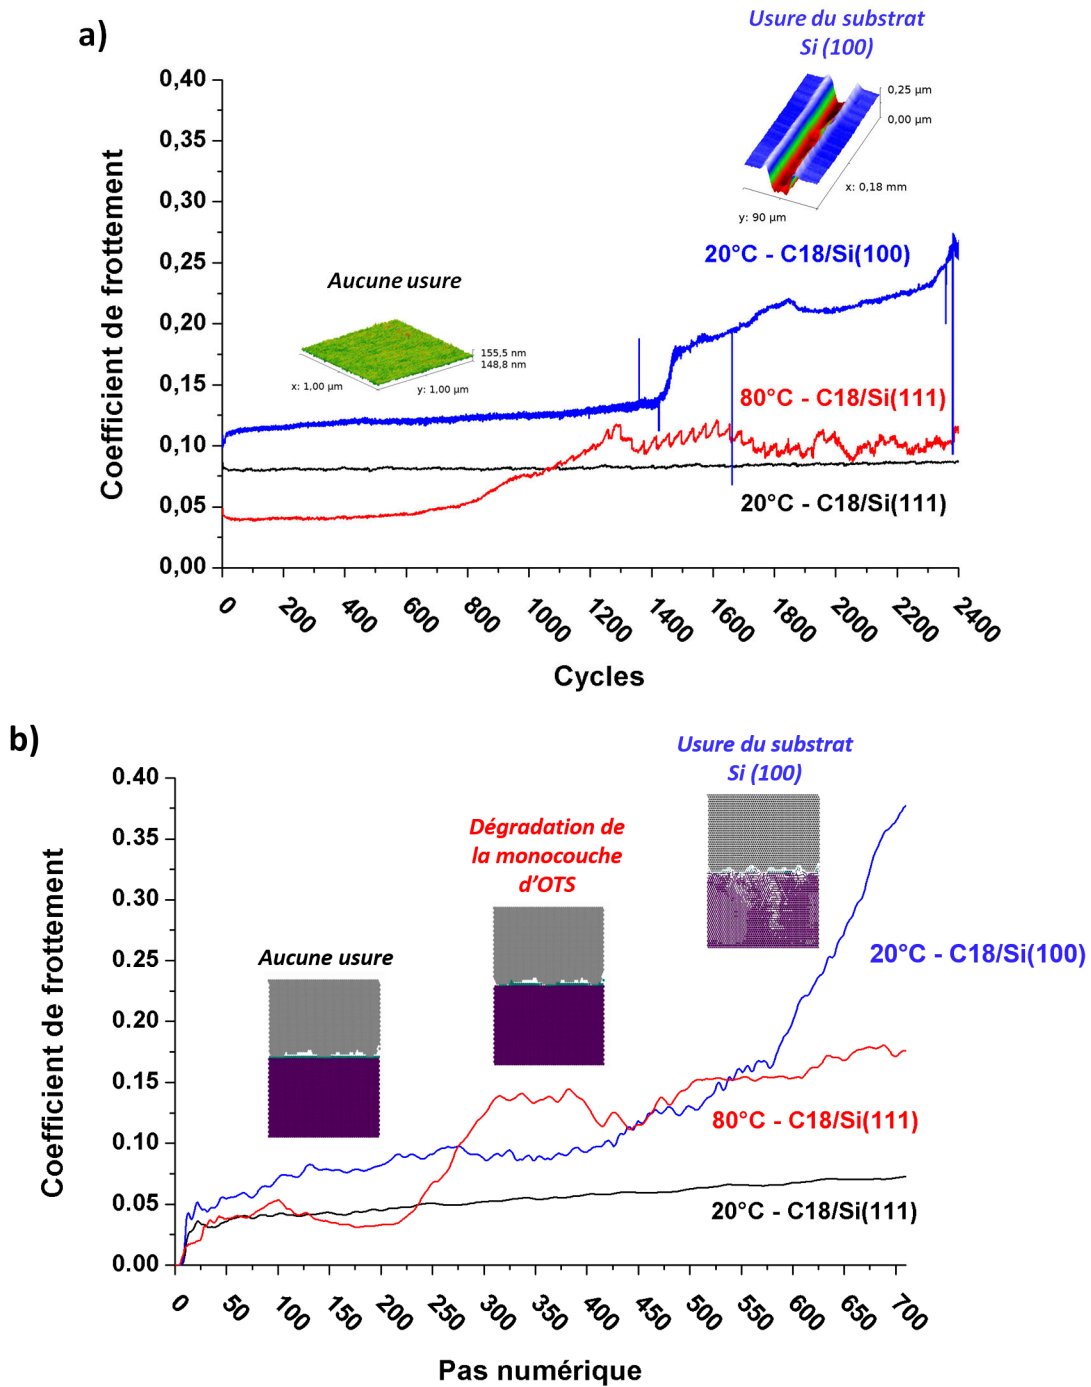 a)
Usure du substrat
Si (100)
0,40
0,35
0,30
0,25
0,20
0,15
0,10
0,05
0,00
Coefficient de frottement
0,25 µm
0,00 µm
x: 0,18 mm
y: 90 µm
20°C - C18/Si(100)
Aucune usure
155,5 nm
148,8 nm
x: 1,00 µm
y: 1,00 µm
80°C - C18/Si(111)
20°C - C18/Si(111)
0
200
400
600
800
1000
1200
1400
1600
1800
2000
2200
2400
Cycles
b)
Usure du substrat
Si (100)
0.40
0.35
0.30
0.25
0.20
0.15
0.10
0.05
0.00
Coefficient de frottement
Dégradation de
la monocouche
d'OTS
Aucune usure
20°C - C18/Si(100)
80°C - C18/Si(111)
20°C - C18/Si(111)
0
50
100
150
200
250
300
350
400
450
500
550
600
650
700
Pas numérique